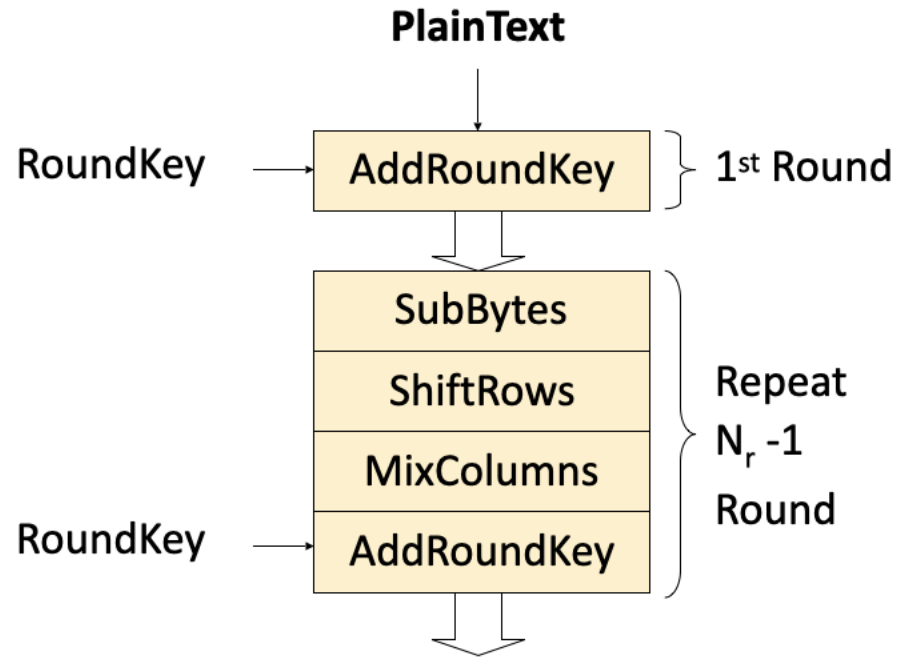 PlainText
RoundKey
AddRoundKey
1st Round
SubBytes
ShiftRows
MixColumns
RoundKey
AddRoundKey
Repeat
Nr -1
Round